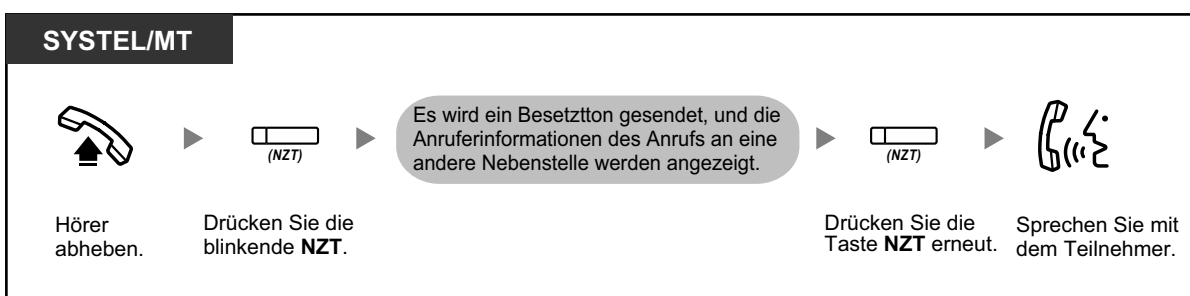 SYSTEL/MT
Es wird ein Besetztton gesendet, und die
Anruferinformationen des Anrufs an eine
andere Nebenstelle werden angezeigt.
(NZT)
(NZT)
Hörer
abheben.
Drücken Sie die
blinkende NZT.
Drücken Sie die
Taste NZT erneut.
Sprechen Sie mit
dem Teilnehmer.